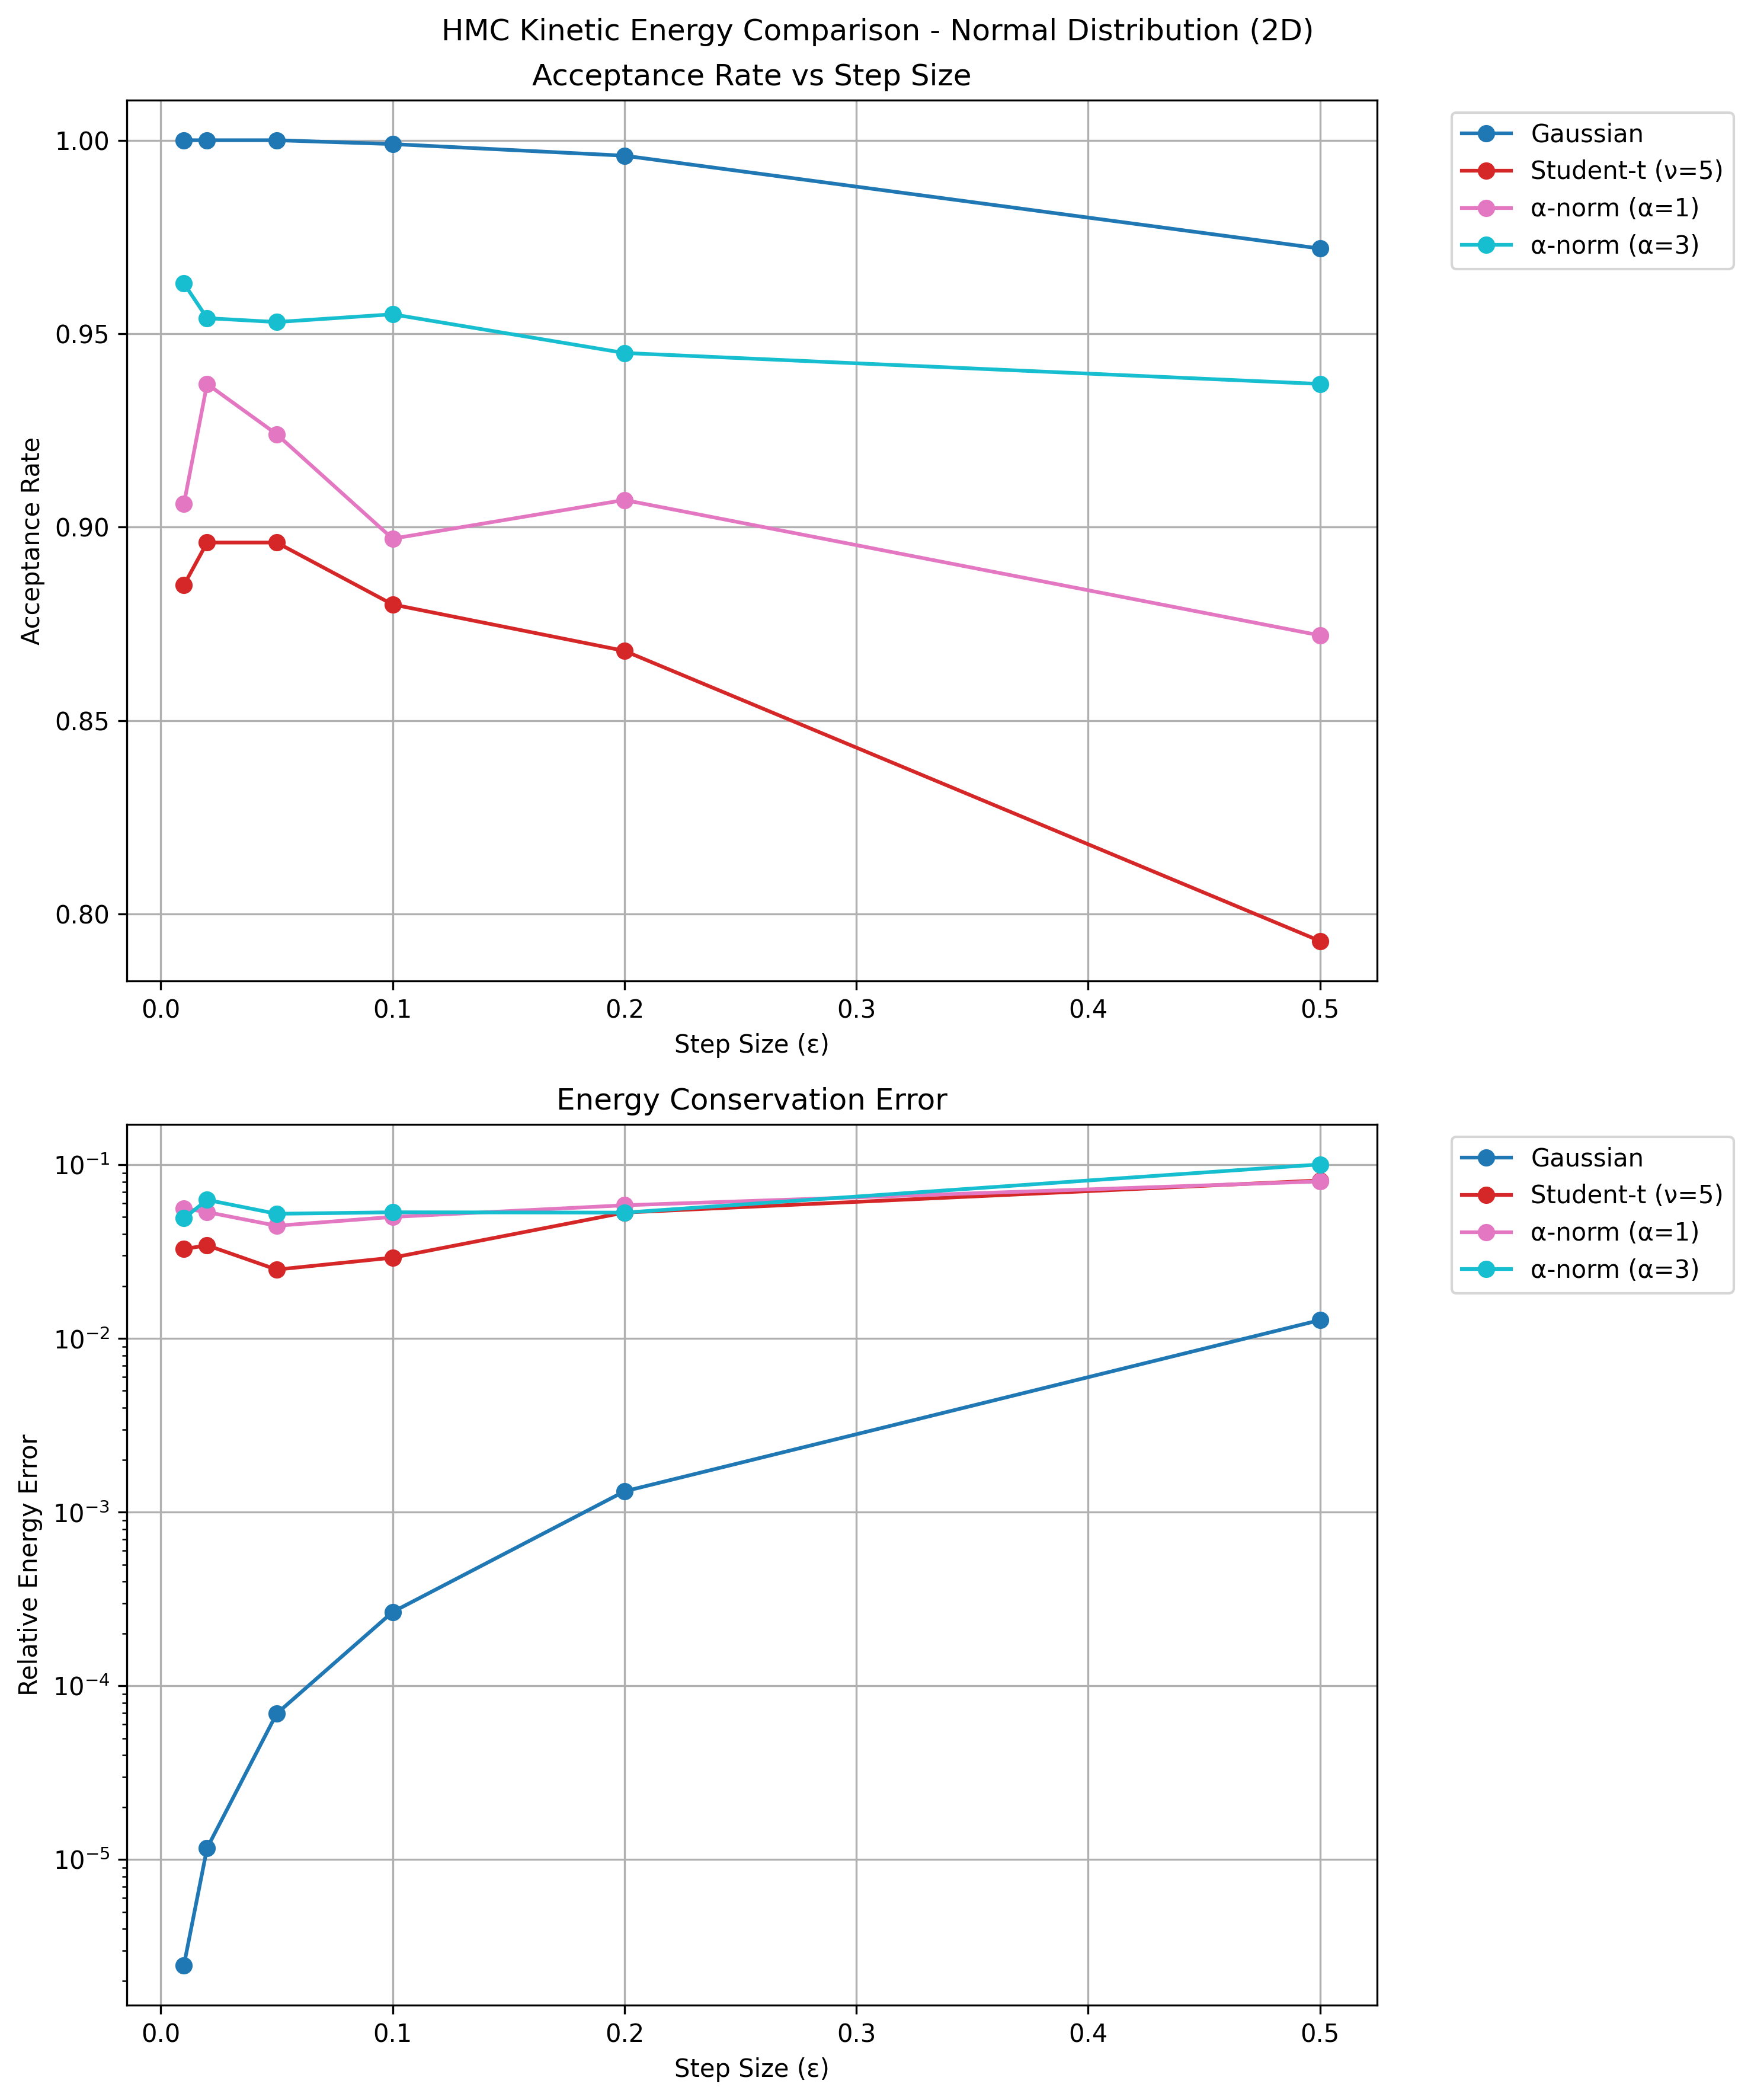 HMC Kinetic Energy Comparison - Normal Distribution (2D)
Acceptance Rate vs Step Size
Acceptance Rate
1.00
0.95
0.90
0.85
0.80
0.0 0.1 0.2 0.3 0.4 0.5
Step Size (ε)
Gaussian
Student-t (ν=5)
α-norm (α=1)
α-norm (α=3)
Energy Conservation Error
Relative Energy Error
10⁻¹
10⁻²
10⁻³
10⁻⁴
10⁻⁵
0.0 0.1 0.2 0.3 0.4 0.5
Step Size (ε)
Gaussian
Student-t (ν=5)
α-norm (α=1)
α-norm (α=3)